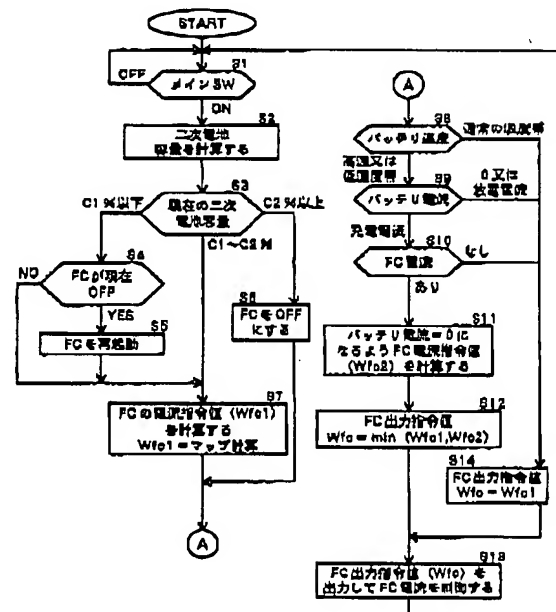 START
S1
OFF
メインSW
ON
S2
二次電池
容量を計算する
S3
C1%以下
現在の二次
電池容量
C2%以上
C1～C2%
S4
NO
FCが現在
OFF
YES
S5
FCを再起動
S6
FCをOFF
にする
S7
FCの電流指令値(Wfo1)
を計算する
Wfo1=マップ計算
A
A
S8
バッテリ温度
通常の温度帯
高温又は
低温度帯
S9
バッテリ電流
0又は
放電電流
充電電流
S10
FC電流
なし
あり
S11
バッテリ電流=0に
なるようFC電流指令値
(Wfo2)を計算する
S12
FC出力指令値
Wfo=min(Wfo1,Wfo2)
S14
FC出力指令値
Wfo=Wfo1
S13
FC出力指令値(Wfo)を
出力してFC電流を制御する